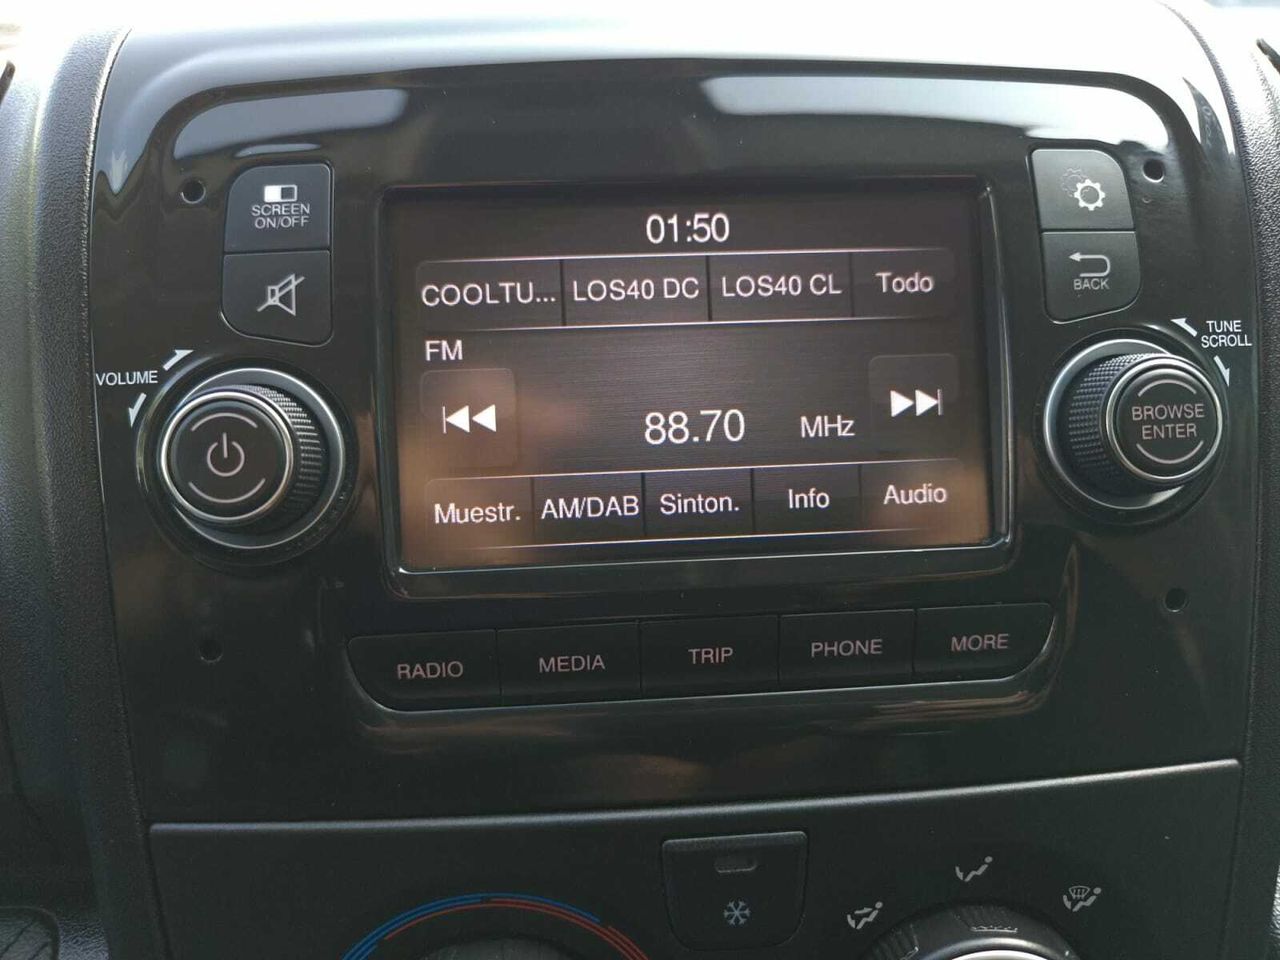 SCREEN
ON/OFF
01:50
COOLTU... LOS40 DC LOS40 CL Todo
BACK
FM
TUNE
SCROLL
VOLUME
88.70 MHz
BROWSE
ENTER
Muestr. AM/DAB Sinton. Info Audio
RADIO MEDIA TRIP PHONE MORE